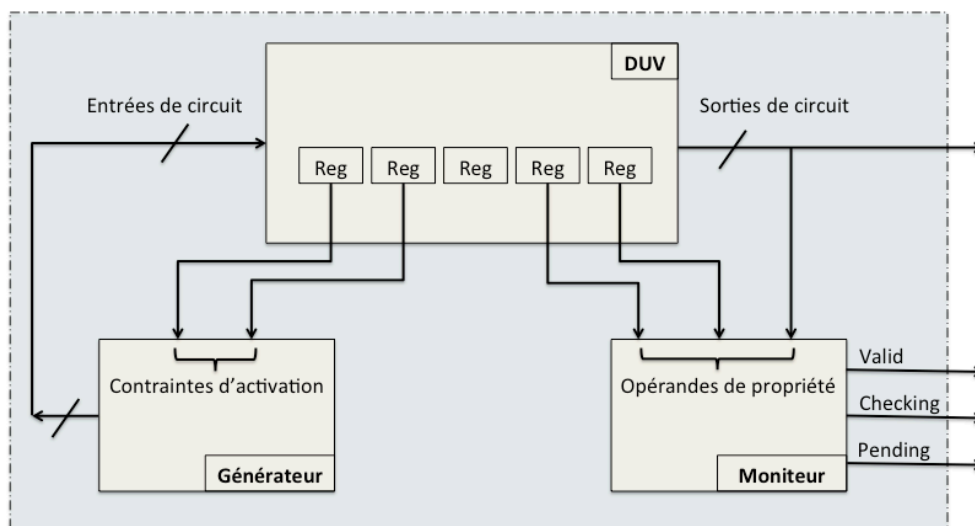 DUV
Entrées de circuit
Sorties de circuit
Reg
Reg
Reg
Reg
Reg
Contraintes d'activation
Générateur
Opérandes de propriété
Moniteur
Valid
Checking
Pending